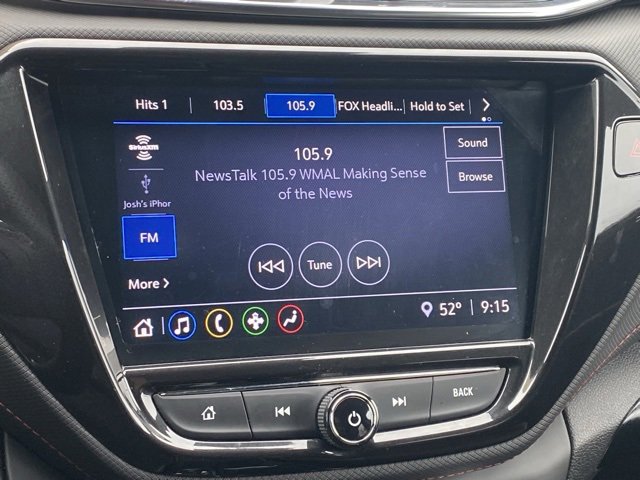 Hits 1 103.5 105.9 FOX Headli... Hold to Set
SiriusXM
105.9
Sound
NewsTalk 105.9 WMAL Making Sense
of the News
Browse
Josh's iPhor
FM
Tune
More
52° 9:15
BACK